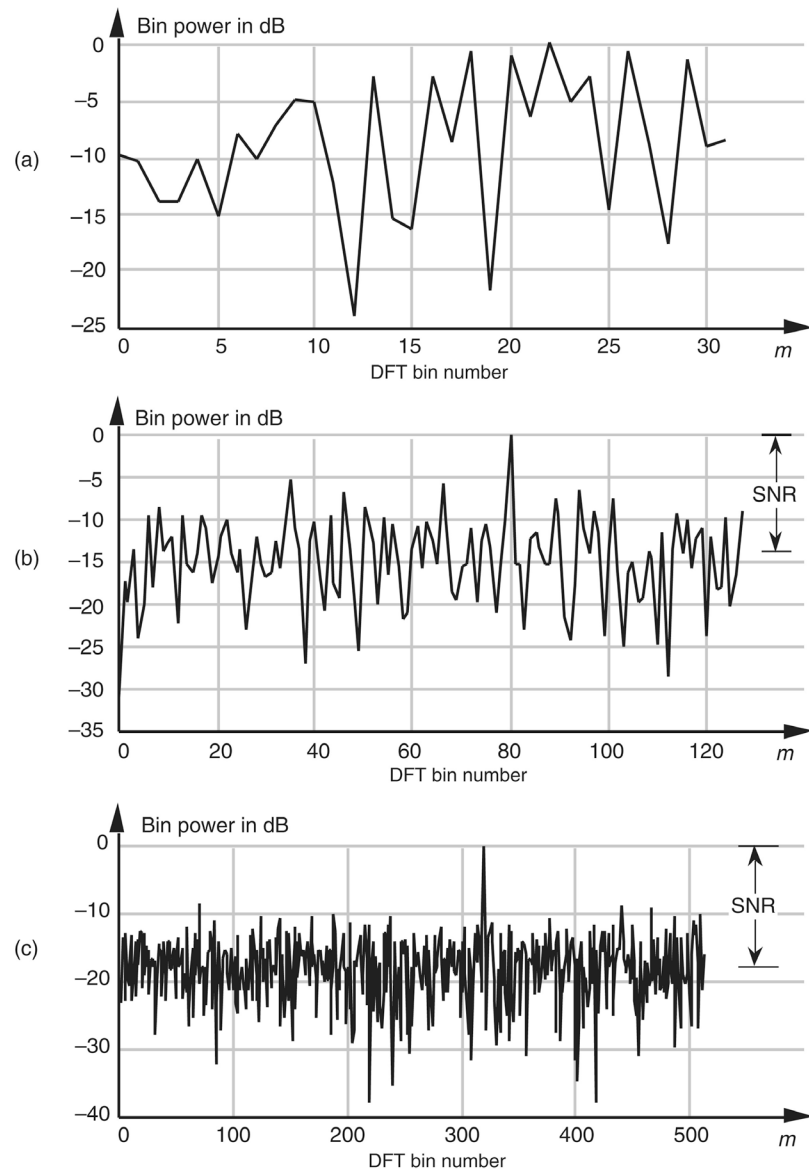 Bin power in dB
0
–5
–10
–15
–20
–25
(a)
0 5 10 15 20 25 30 m
DFT bin number
Bin power in dB
0
–5
–10
–15
–20
–25
–30
–35
SNR
(b)
0 20 40 60 80 100 120 m
DFT bin number
Bin power in dB
0
–10
–20
–30
–40
SNR
(c)
0 100 200 300 400 500 m
DFT bin number